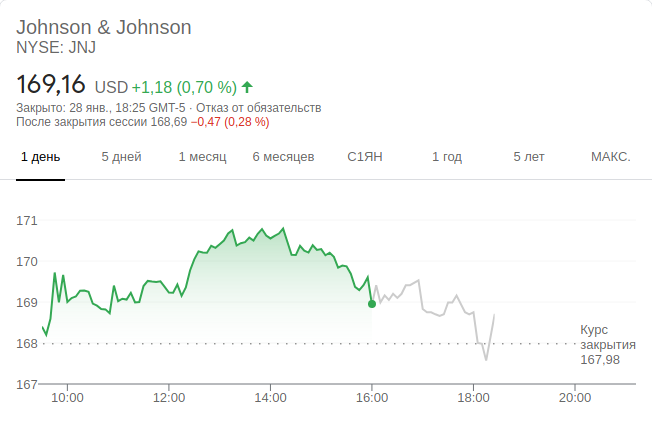 Johnson & Johnson
NYSE: JNJ
169,16 USD +1,18 (0,70 %)
Закрыто: 28 янв., 18:25 GMT-5 · Отказ от обязательств
После закрытия сессии 168,69 −0,47 (0,28 %)
1 день 5 дней 1 месяц 6 месяцев С1ЯН 1 год 5 лет МАКС.
171
170
169
168
167
Курс
закрытия
167,98
10:00 12:00 14:00 16:00 18:00 20:00